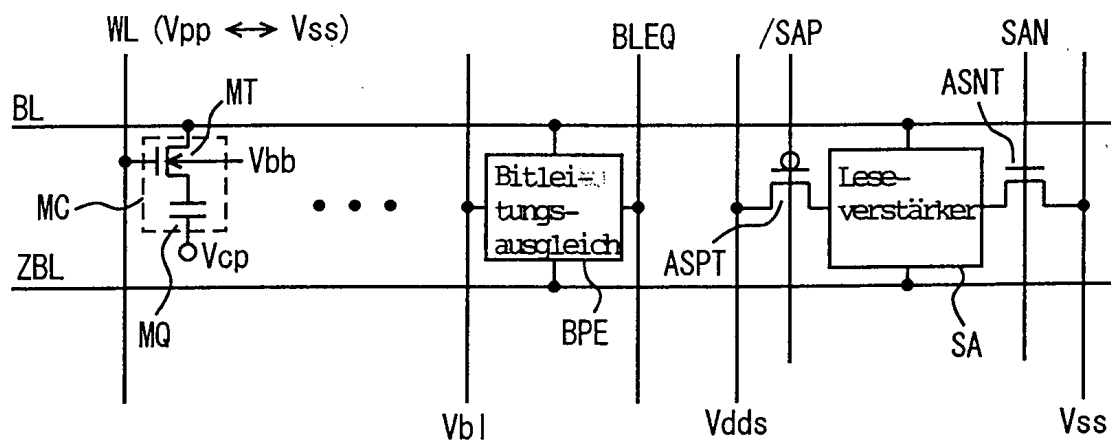 WL (Vpp ↔ Vss)
BLEQ
/SAP
SAN
BL
MT
ASNT
Vbb
MC
Bitlei-
tungs-
ausgleich
Lese-
verstärker
Vcp
ASPT
ZBL
MQ
BPE
SA
Vbl
Vdds
Vss